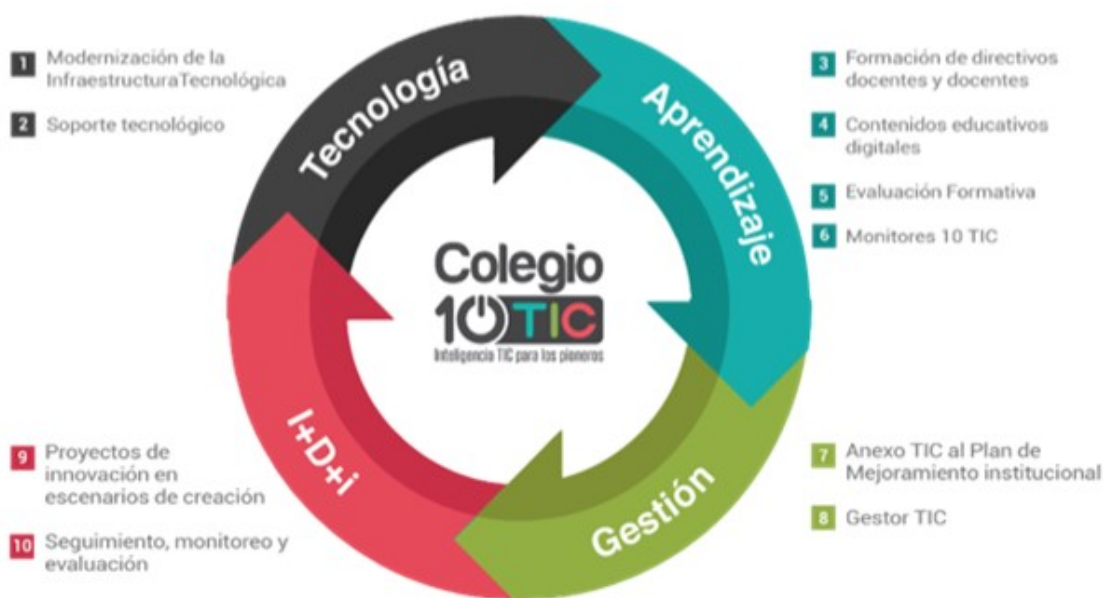 1 Modernización de la
InfraestructuraTecnológica
2 Soporte tecnológico
Tecnología
Aprendizaje
3 Formación de directivos
docentes y docentes
4 Contenidos educativos
digitales
5 Evaluación Formativa
6 Monitores 10 TIC
Colegio
10TIC
Inteligencia TIC para los pioneros
I+D+i
Gestión
9 Proyectos de
innovación en
escenarios de creación
10 Seguimiento, monitoreo y
evaluación
7 Anexo TIC al Plan de
Mejoramiento institucional
8 Gestor TIC